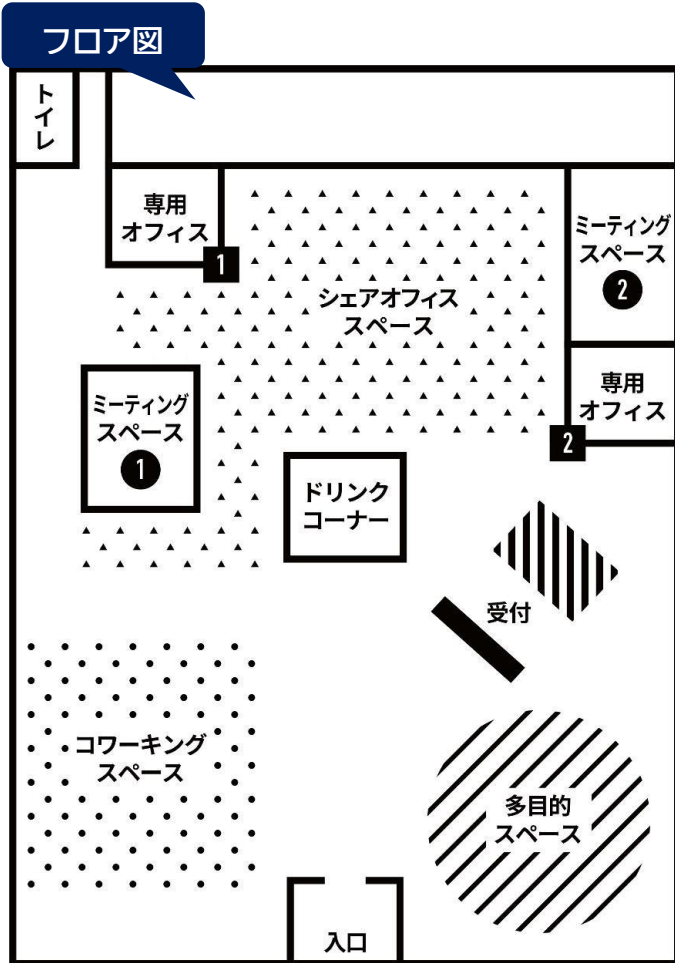 フロア図
トイレ
専用
オフィス
1
シェアオフィス
スペース
ミーティング
スペース
2
専用
オフィス
2
ミーティング
スペース
1
ドリンク
コーナー
受付
コワーキング
スペース
多目的
スペース
入口